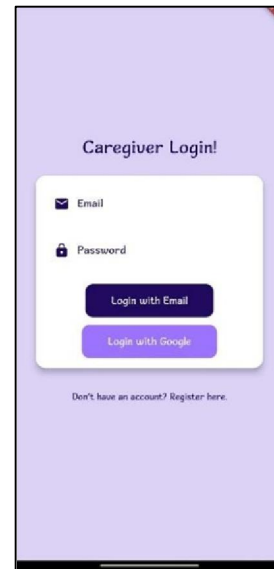 Caregiver Login!
Email
Password
Login with Email
Login with Google
Don't have an account? Register here.